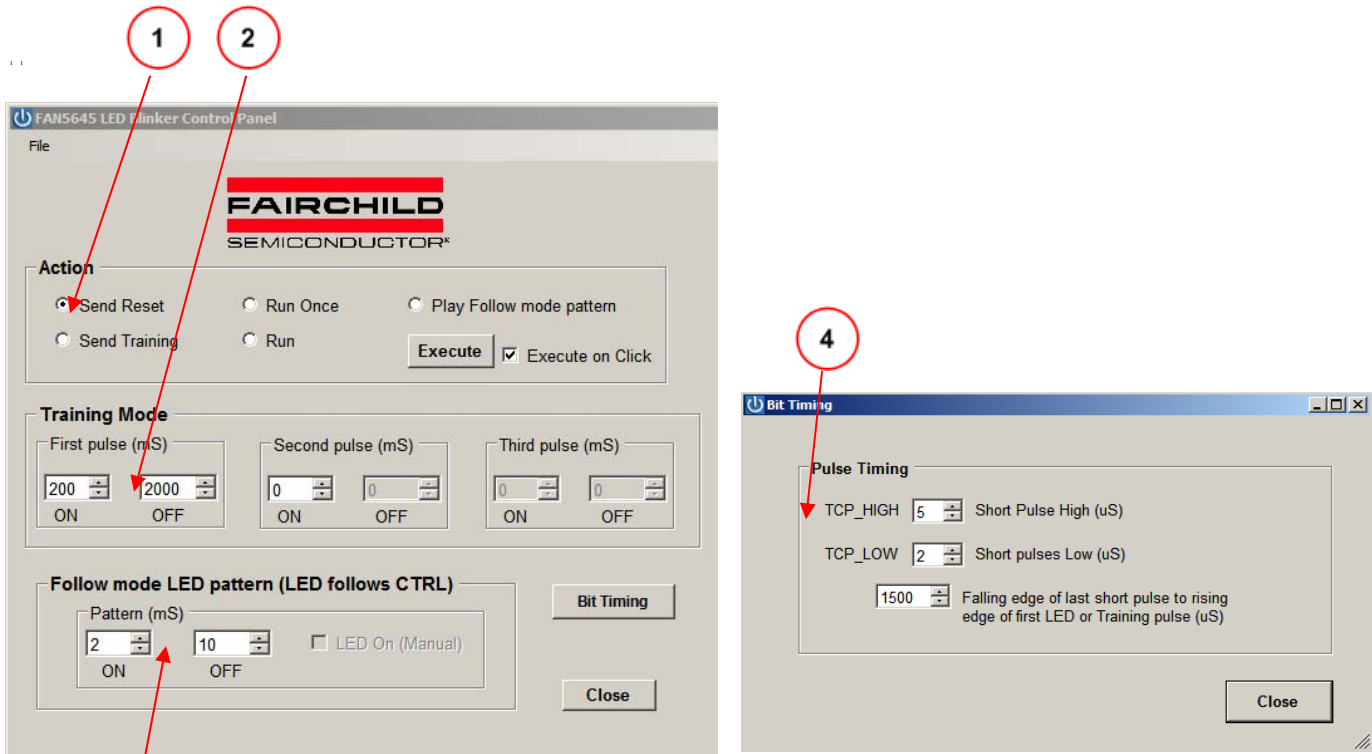 1 2
FAN5645 LED Blinker Control Panel
File
FAIRCHILD
SEMICONDUCTOR®
Action
Send Reset
Run Once
Play Follow mode pattern
Send Training
Run
Execute
Execute on Click
Training Mode
First pulse (mS)
Second pulse (mS)
Third pulse (mS)
200 2000 0 0 0 0
ON OFF ON OFF ON OFF
Follow mode LED pattern (LED follows CTRL)
Pattern (mS)
2 10
LED On (Manual)
ON OFF
Bit Timing
Close
4
Bit Timing
Pulse Timing
TCP_HIGH 5 Short Pulse High (uS)
TCP_LOW 2 Short pulses Low (uS)
1500 Falling edge of last short pulse to rising
edge of first LED or Training pulse (uS)
Close